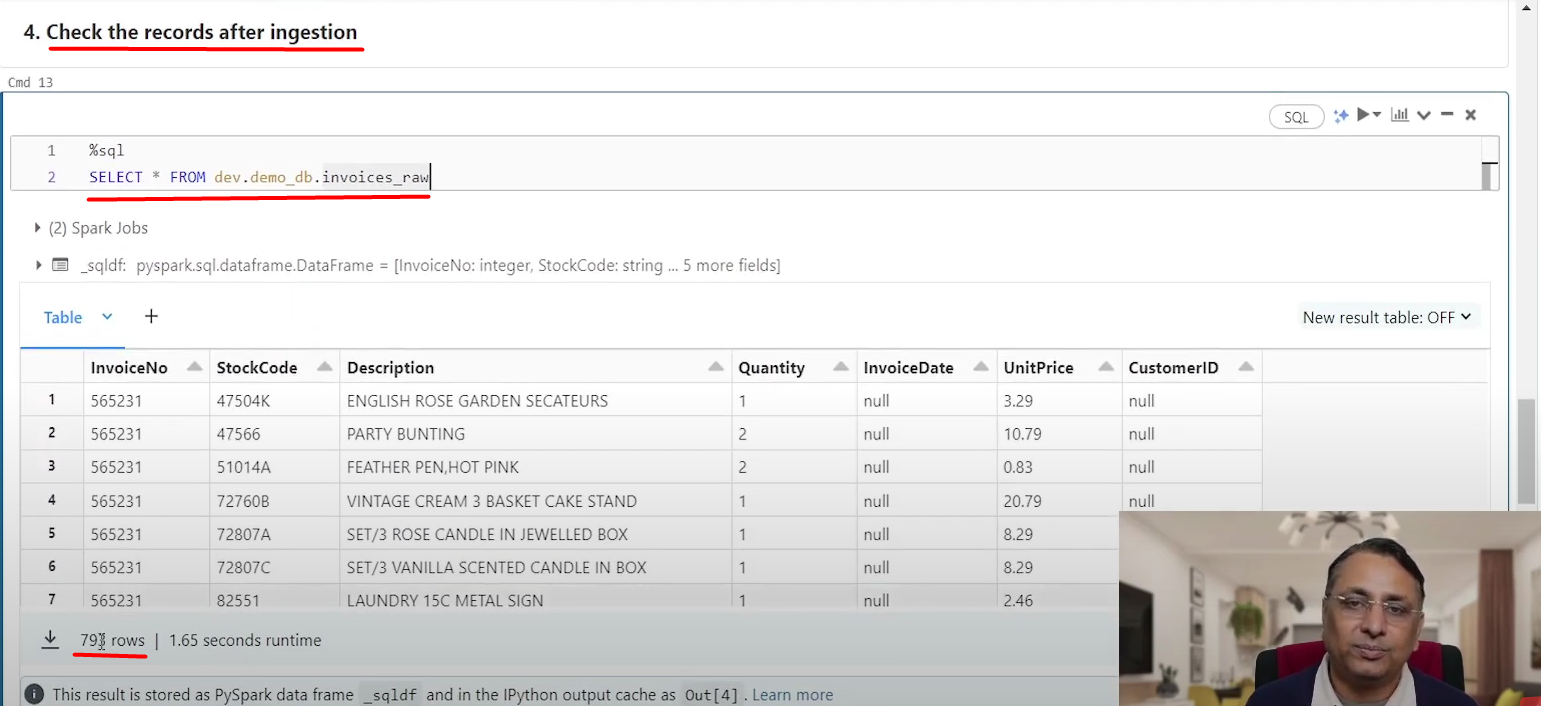 4. Check the records after ingestion
Cmd 13
SQL
1 %sql
2 SELECT * FROM dev.demo_db.invoices_raw
(2) Spark Jobs
_sqldf: pyspark.sql.dataframe.DataFrame = [InvoiceNo: integer, StockCode: string ... 5 more fields]
Table +
New result table: OFF
InvoiceNo StockCode Description Quantity InvoiceDate UnitPrice CustomerID
1 565231 47504K ENGLISH ROSE GARDEN SECATEURS 1 null 3.29 null
2 565231 47566 PARTY BUNTING 2 null 10.79 null
3 565231 51014A FEATHER PEN,HOT PINK 2 null 0.83 null
4 565231 72760B VINTAGE CREAM 3 BASKET CAKE STAND 1 null 20.79 null
5 565231 72807A SET/3 ROSE CANDLE IN JEWELLED BOX 1 null 8.29
6 565231 72807C SET/3 VANILLA SCENTED CANDLE IN BOX 1 null 8.29
7 565231 82551 LAUNDRY 15C METAL SIGN 1 null 2.46
rows | 1.65 seconds runtime
This result is stored as PySpark data frame _sqldf and in the IPython output cache as Out[4] . Learn more